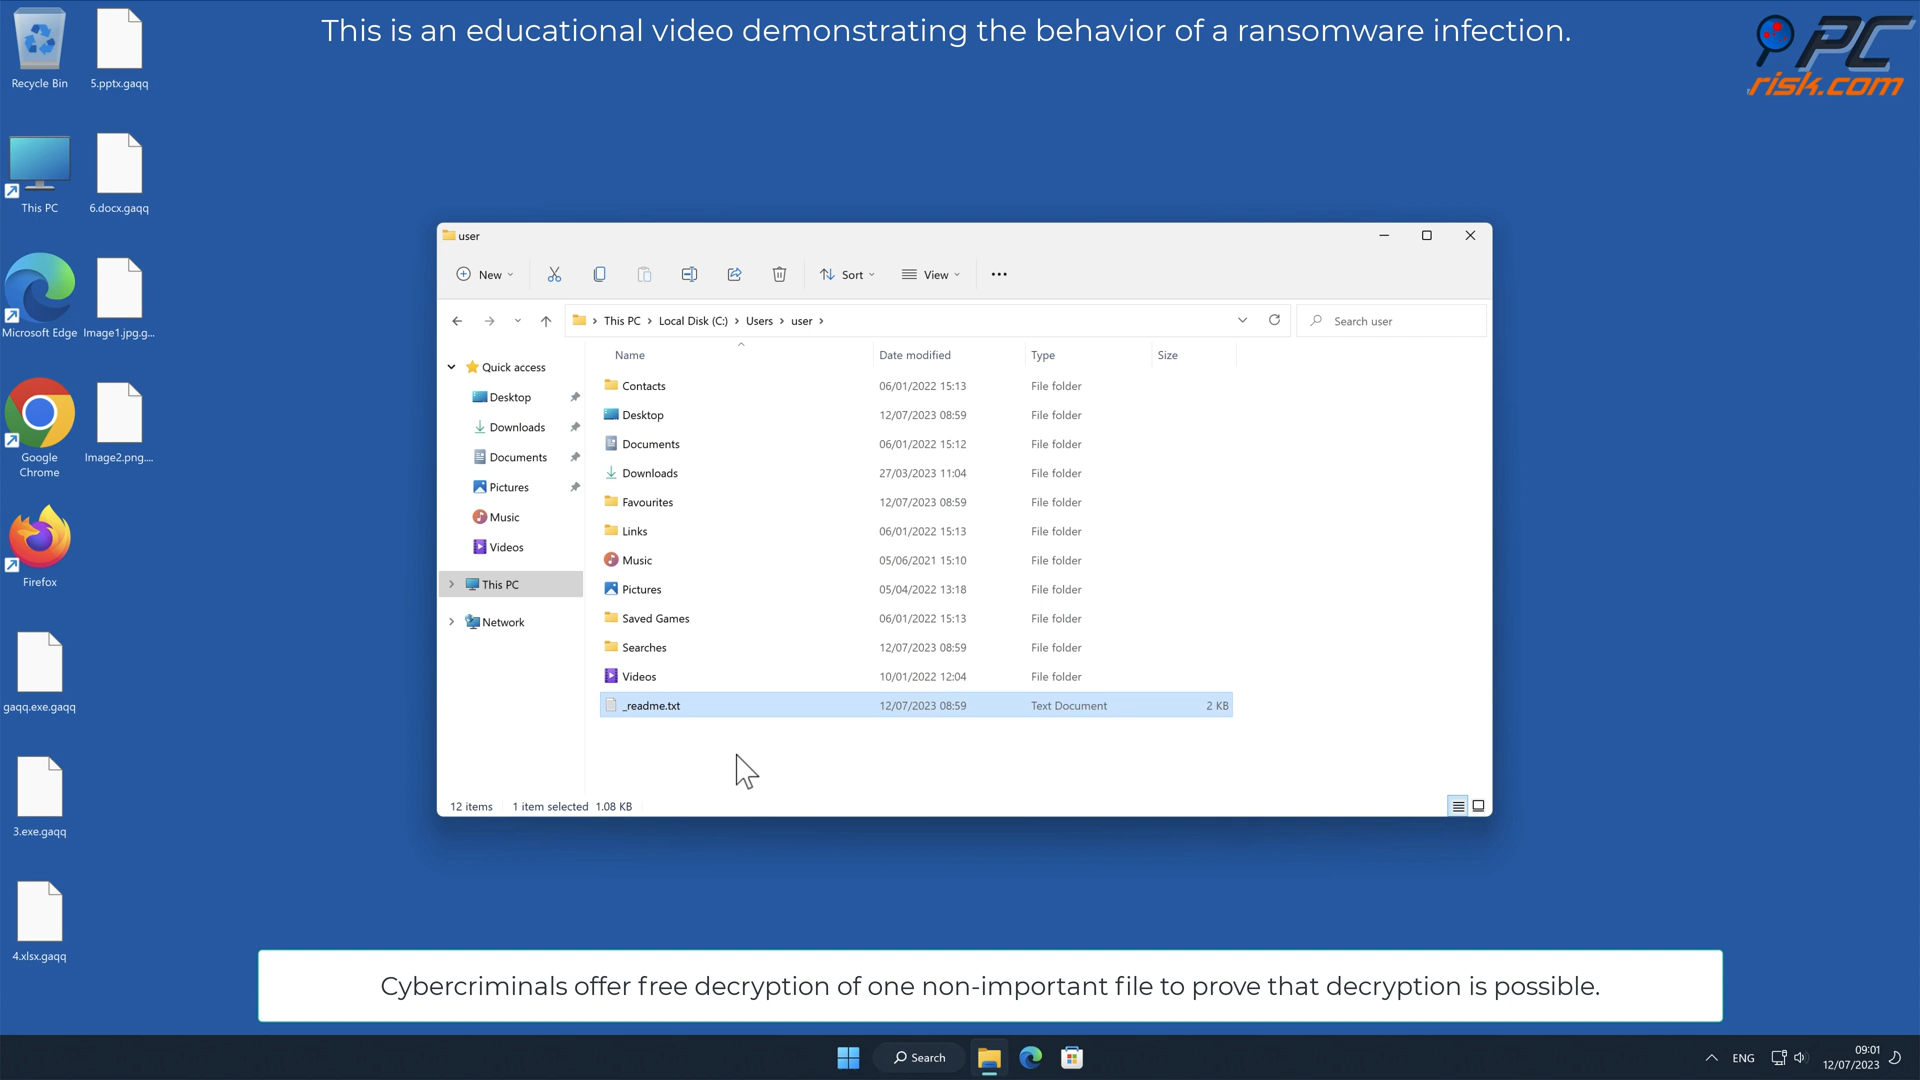 This is an educational video demonstrating the behavior of a ransomware infection.
PC
risk.com
Recycle Bin
5.pptx.gaqq
This PC
6.docx.gaqq
Microsoft Edge
Image1.jpg.g...
Google
Chrome
Image2.png....
Firefox
gaqq.exe.gaqq
3.exe.gaqq
4.xlsx.gaqq
user
New
Sort
View
This PC > Local Disk (C:) > Users > user >
Search user
Quick access
Desktop
Downloads
Documents
Pictures
Music
Videos
This PC
Network
Name Date modified Type Size
Contacts 06/01/2022 15:13 File folder
Desktop 12/07/2023 08:59 File folder
Documents 06/01/2022 15:12 File folder
Downloads 27/03/2023 11:04 File folder
Favourites 12/07/2023 08:59 File folder
Links 06/01/2022 15:13 File folder
Music 05/06/2021 15:10 File folder
Pictures 05/04/2022 13:18 File folder
Saved Games 06/01/2022 15:13 File folder
Searches 12/07/2023 08:59 File folder
Videos 10/01/2022 12:04 File folder
_readme.txt 12/07/2023 08:59 Text Document 2 KB
12 items 1 item selected 1.08 KB
Cybercriminals offer free decryption of one non-important file to prove that decryption is possible.
Search
ENG
09:01
12/07/2023